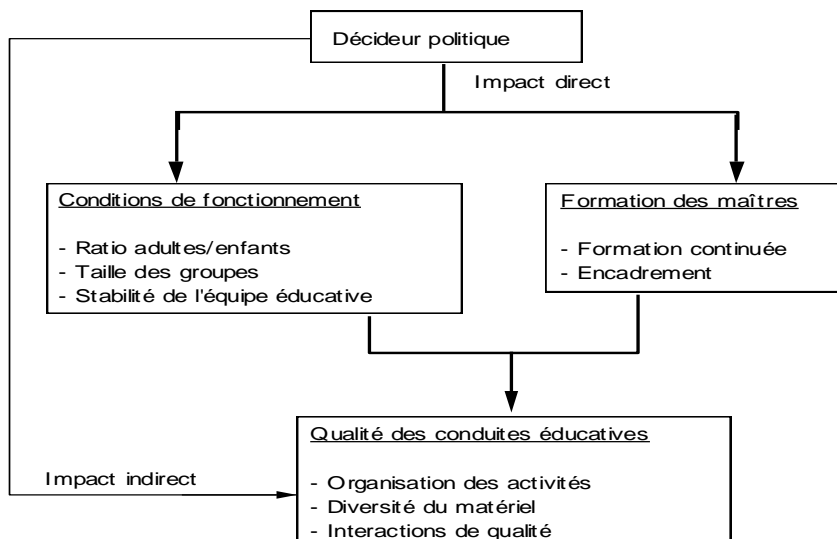 Décideur politique
Impact direct
Conditions de fonctionnement
- Ratio adultes/enfants
- Taille des groupes
- Stabilité de l'équipe éducative
Formation des maîtres
- Formation continuée
- Encadrement
Qualité des conduites éducatives
- Organisation des activités
- Diversité du matériel
- Interactions de qualité
Impact indirect